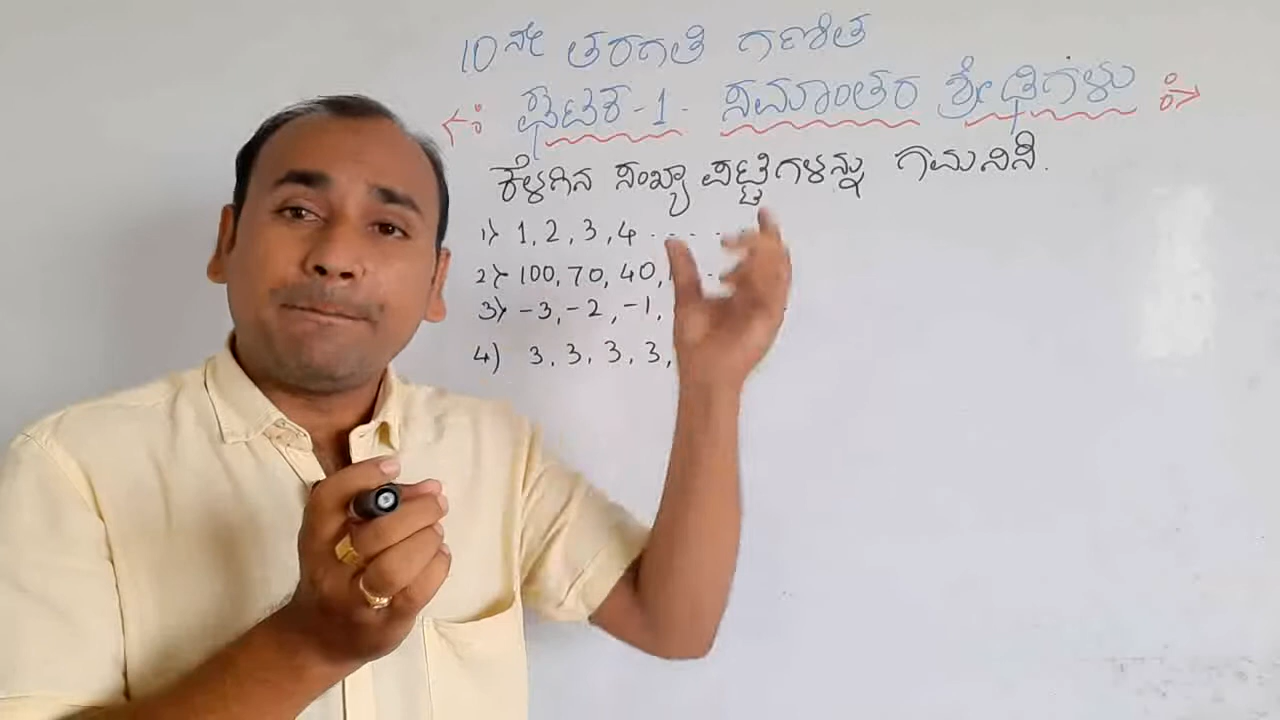 10ನೇ ತರಗತಿ ಗಣಿತ
ಘಟಕ-1- ಸಮಾಂತರ ಶ್ರೇಢಿಗಳು
ಕೆಳಗಿನ ಸಂಖ್ಯಾ ಪಟ್ಟಿಗಳನ್ನು ಗಮನಿಸಿ.
1) 1, 2, 3, 4 . . . . .
2) 100, 70, 40,
3) -3, -2, -1,
4) 3, 3, 3, 3,